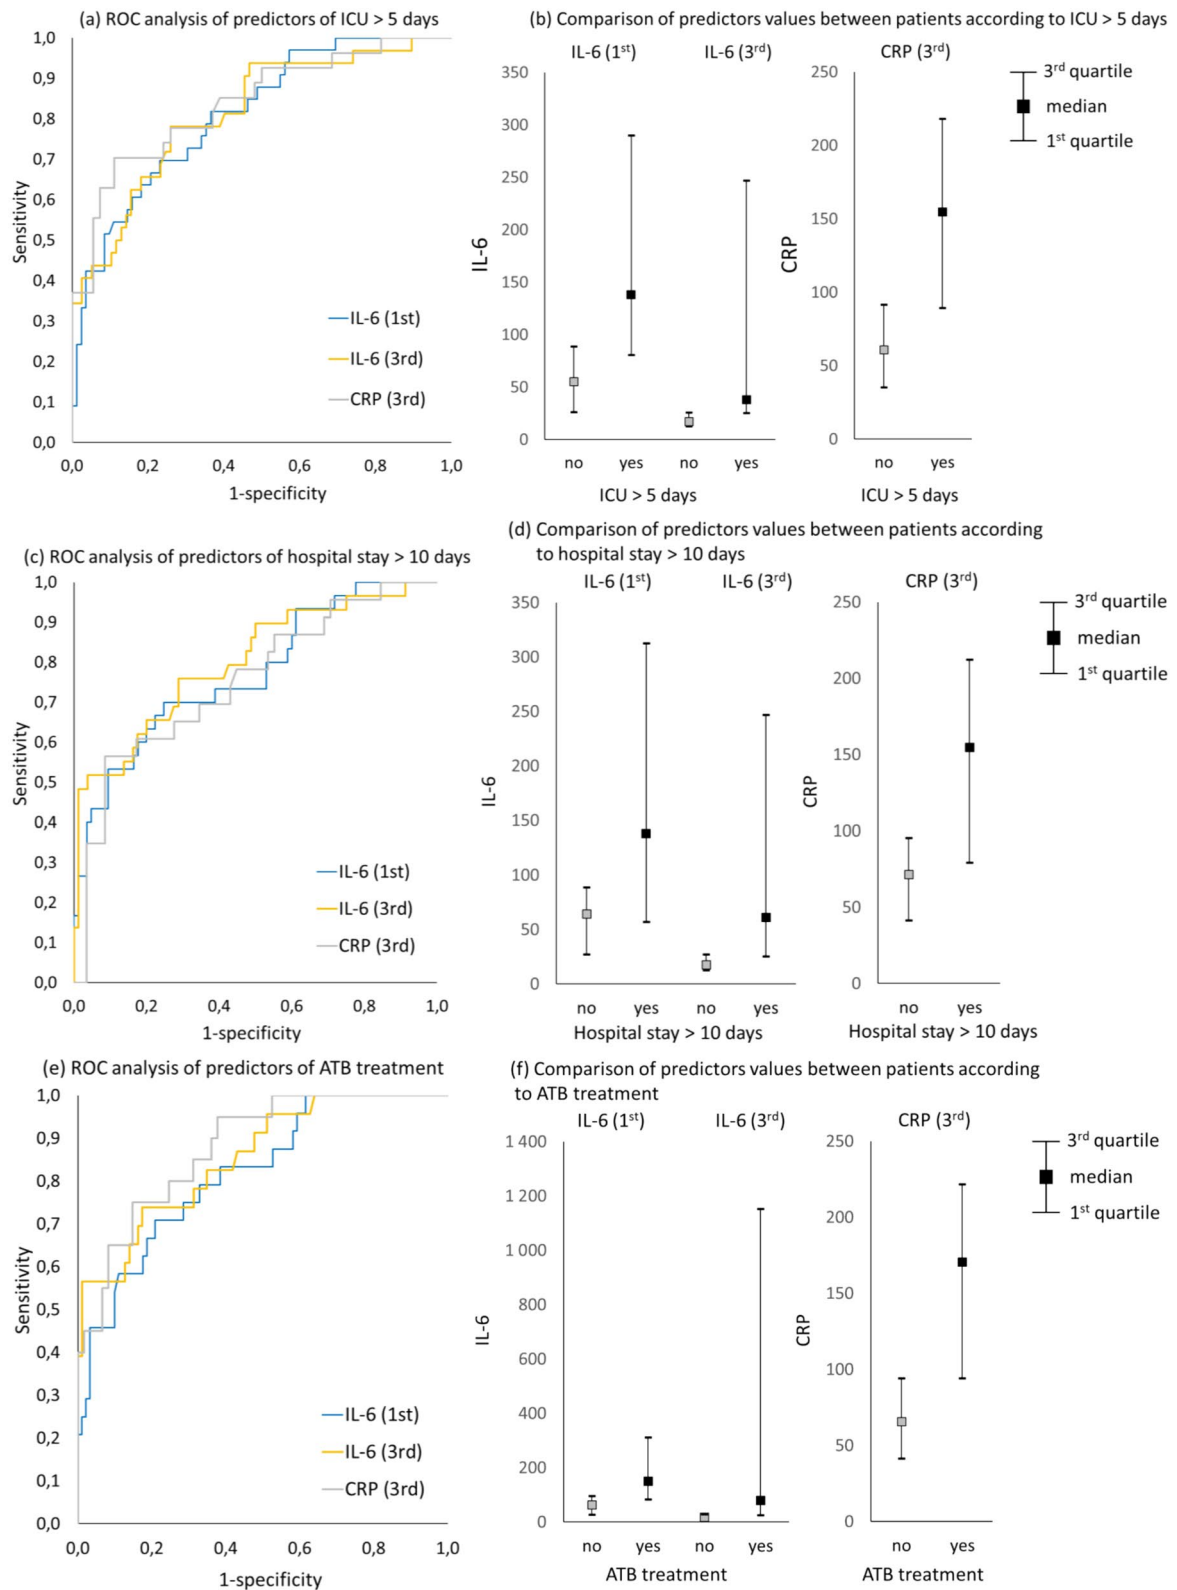 (a) ROC analysis of predictors of ICU > 5 days
1,0
0,9
0,8
0,7
0,6
0,5
0,4
0,3
0,2
0,1
0,0
Sensitivity
IL-6 (1st)
IL-6 (3rd)
CRP (3rd)
0,0 0,2 0,4 0,6 0,8 1,0
1-specificity
(b) Comparison of predictors values between patients according to ICU > 5 days
IL-6 (1st) IL-6 (3rd)
350
300
250
200
150
100
50
0
IL-6
no yes no yes
ICU > 5 days
CRP (3rd)
250
200
150
100
50
0
CRP
no yes
ICU > 5 days
3rd quartile
median
1st quartile
(c) ROC analysis of predictors of hospital stay > 10 days
1,0
0,9
0,8
0,7
0,6
0,5
0,4
0,3
0,2
0,1
0,0
Sensitivity
IL-6 (1st)
IL-6 (3rd)
CRP (3rd)
0,0 0,2 0,4 0,6 0,8 1,0
1-specificity
(d) Comparison of predictors values between patients according
to hospital stay > 10 days
IL-6 (1st) IL-6 (3rd)
350
300
250
200
150
100
50
0
IL-6
no yes no yes
Hospital stay > 10 days
CRP (3rd)
250
200
150
100
50
0
CRP
no yes
Hospital stay > 10 days
3rd quartile
median
1st quartile
(e) ROC analysis of predictors of ATB treatment
1,0
0,9
0,8
0,7
0,6
0,5
0,4
0,3
0,2
0,1
0,0
Sensitivity
IL-6 (1st)
IL-6 (3rd)
CRP (3rd)
0,0 0,2 0,4 0,6 0,8 1,0
1-specificity
(f) Comparison of predictors values between patients according
to ATB treatment
IL-6 (1st) IL-6 (3rd)
1 400
1 200
1 000
800
600
400
200
0
IL-6
no yes no yes
ATB treatment
CRP (3rd)
250
200
150
100
50
0
CRP
no yes
ATB treatment
3rd quartile
median
1st quartile